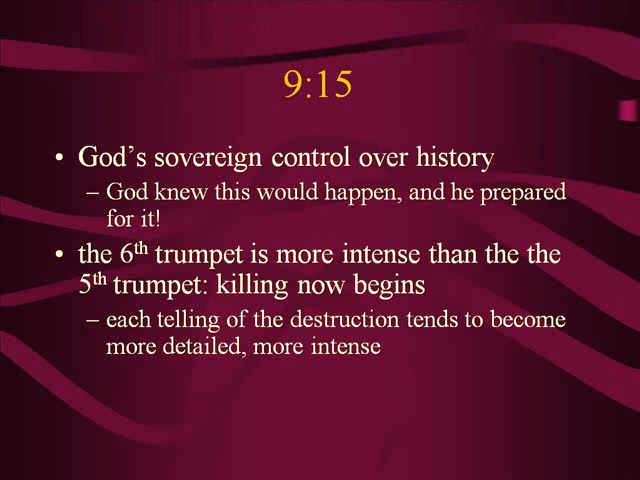 9:15
• God's sovereign control over history
– God knew this would happen, and he prepared
for it!
• the 6th trumpet is more intense than the the
5th trumpet: killing now begins
– each telling of the destruction tends to become
more detailed, more intense